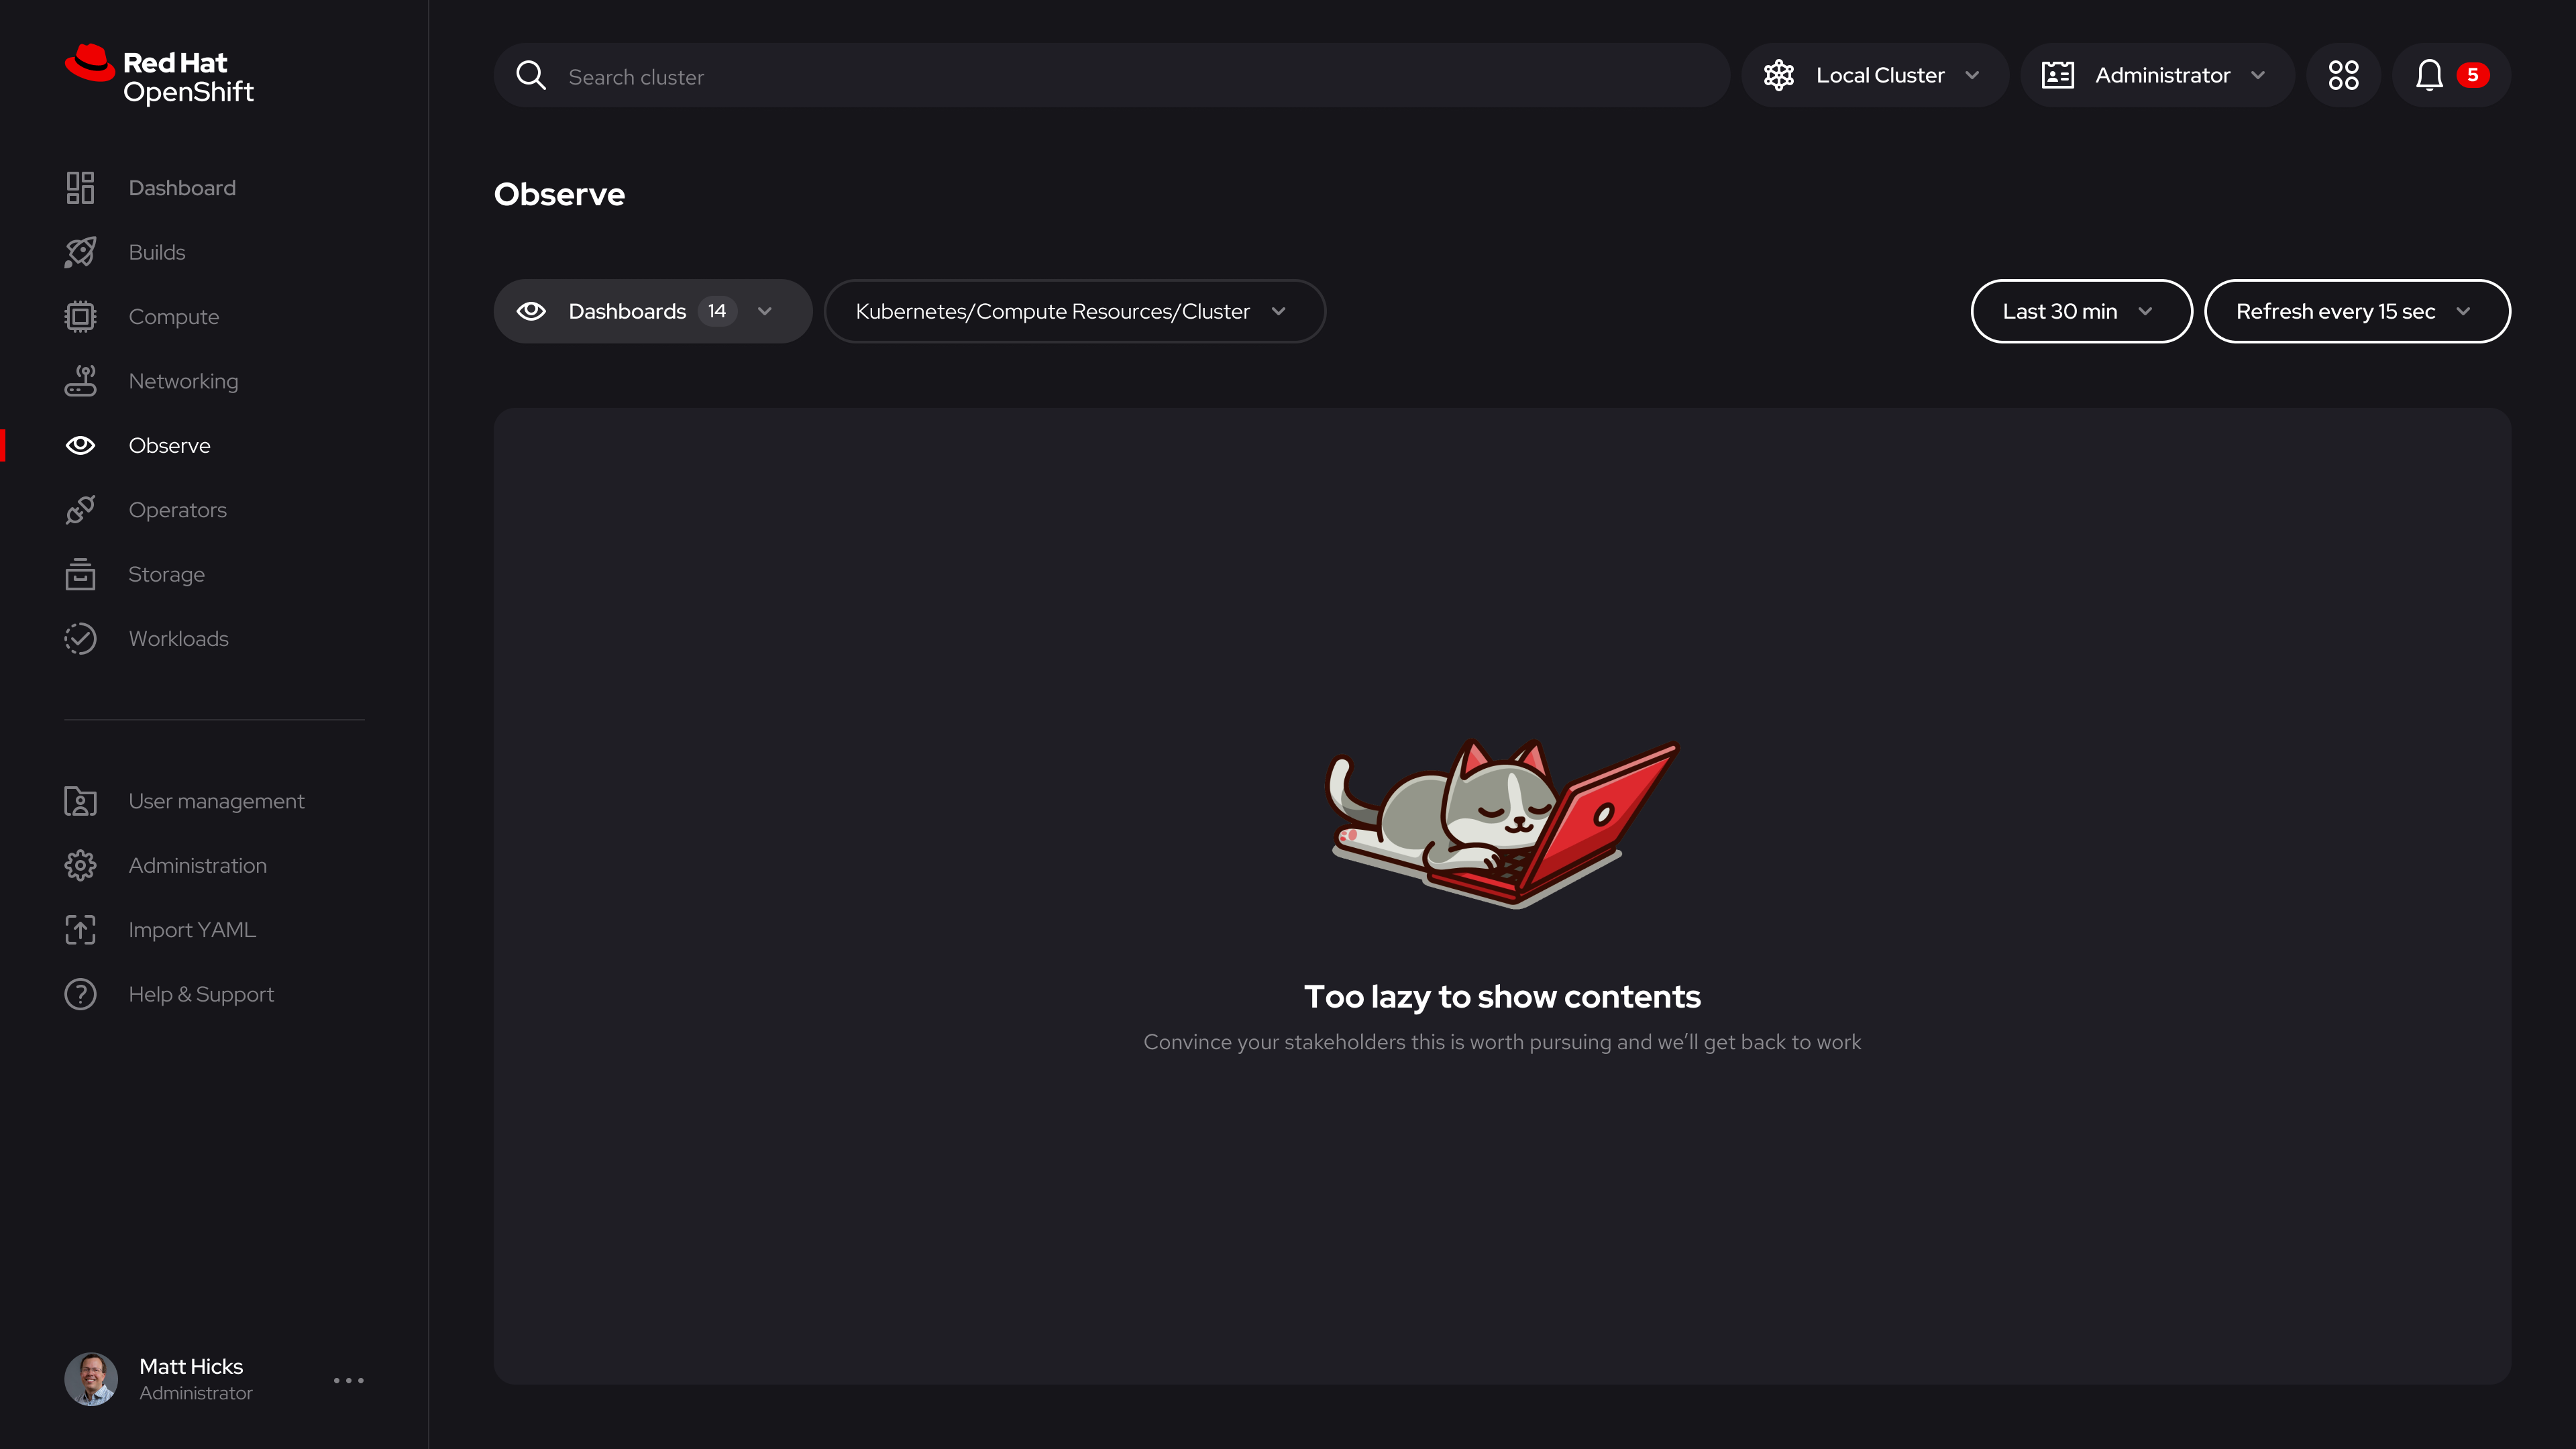 Red Hat
OpenShift
Search cluster
Local Cluster
Administrator
5
Dashboard
Builds
Compute
Networking
Observe
Operators
Storage
Workloads
User management
Administration
Import YAML
Help & Support
Matt Hicks
Administrator
Observe
Dashboards 14
Kubernetes/Compute Resources/Cluster
Last 30 min
Refresh every 15 sec
Too lazy to show contents
Convince your stakeholders this is worth pursuing and we’ll get back to work